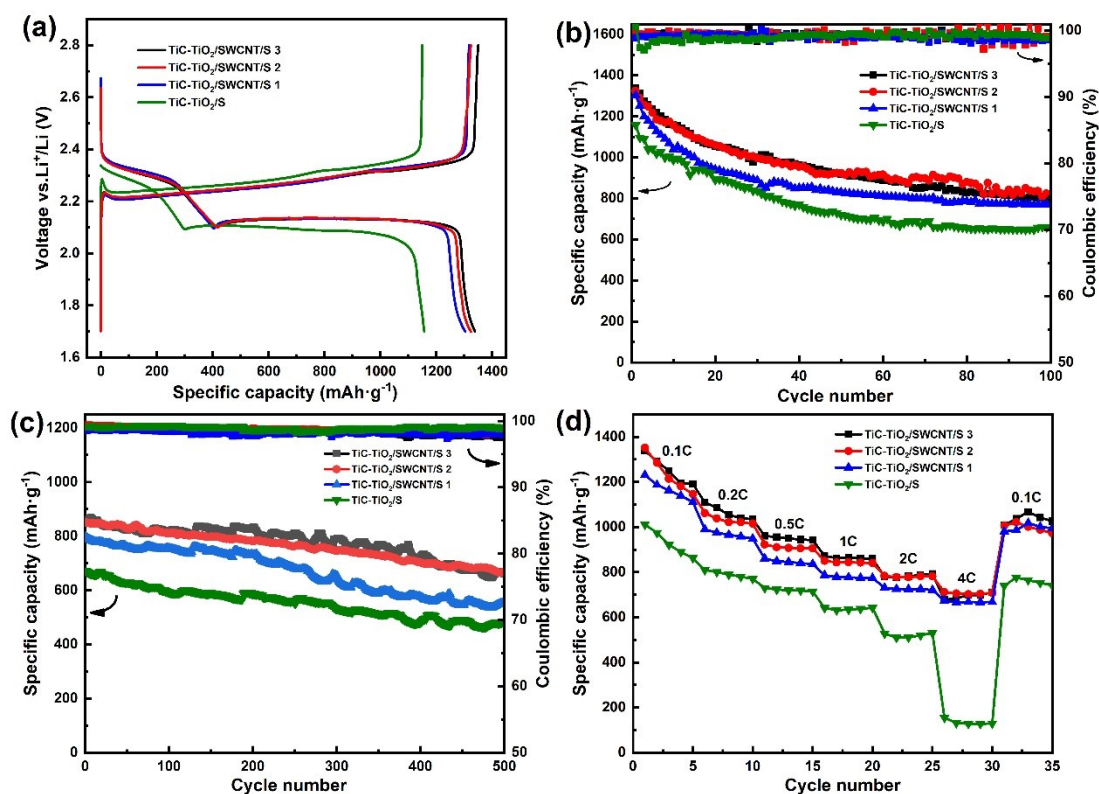 (a)
TiC-TiO₂/SWCNT/S 3
TiC-TiO₂/SWCNT/S 2
TiC-TiO₂/SWCNT/S 1
TiC-TiO₂/S
Voltage vs.Li⁺/Li (V)
2.8
2.6
2.4
2.2
2.0
1.8
1.6
0 200 400 600 800 1000 1200 1400
Specific capacity (mAh·g⁻¹)
(b)
TiC-TiO₂/SWCNT/S 3
TiC-TiO₂/SWCNT/S 2
TiC-TiO₂/SWCNT/S 1
TiC-TiO₂/S
Specific capacity (mAh·g⁻¹)
1600
1400
1200
1000
800
600
400
200
0
0 20 40 60 80 100
Cycle number
100
90
80
70
60
50
Coulombic efficiency (%)
(c)
TiC-TiO₂/SWCNT/S 3
TiC-TiO₂/SWCNT/S 2
TiC-TiO₂/SWCNT/S 1
TiC-TiO₂/S
Specific capacity (mAh·g⁻¹)
1200
1000
800
600
400
200
0
0 100 200 300 400 500
Cycle number
100
90
80
70
60
50
Coulombic efficiency (%)
(d)
TiC-TiO₂/SWCNT/S 3
TiC-TiO₂/SWCNT/S 2
TiC-TiO₂/SWCNT/S 1
TiC-TiO₂/S
0.1C
0.2C
0.5C
1C
2C
4C
0.1C
Specific capacity (mAh·g⁻¹)
1400
1200
1000
800
600
400
200
0
0 5 10 15 20 25 30 35
Cycle number